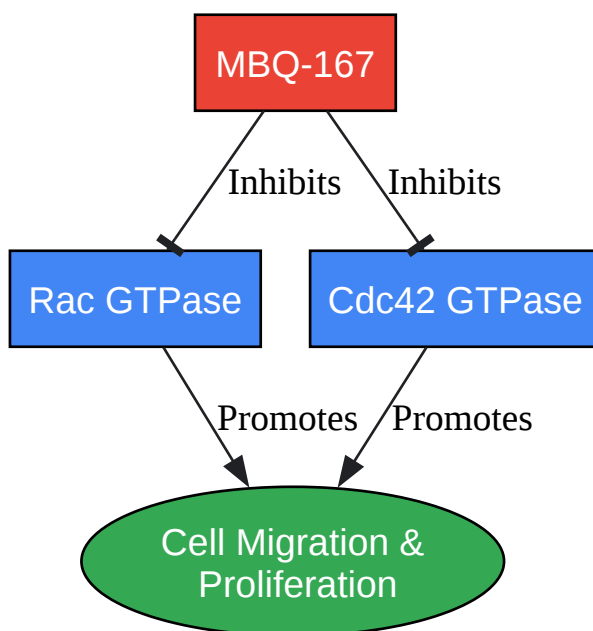 MBQ-167
Inhibits
Inhibits
Rac GTPase
Cdc42 GTPase
Promotes
Promotes
Cell Migration &
Proliferation